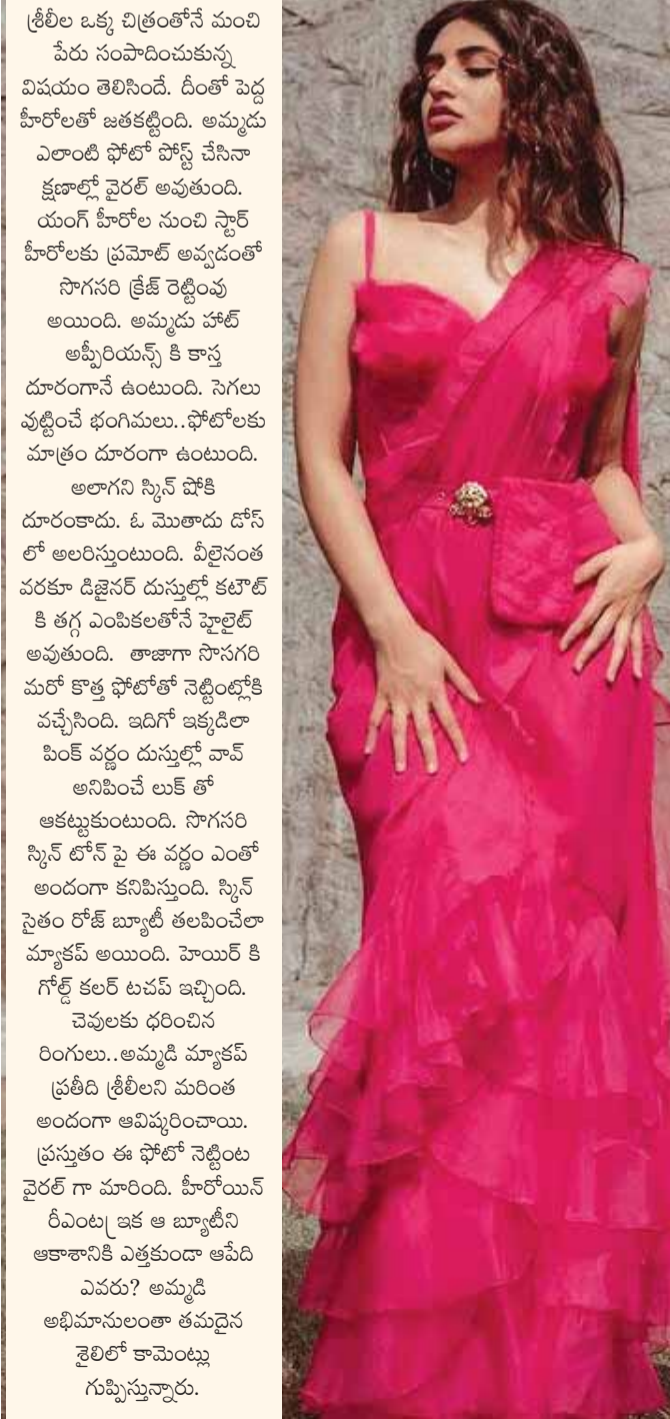 శ్రీలీల ఒక్క చిత్రంతోనే మంచి
పేరు సంపాదించుకున్న
విషయం తెలిసిందే. దీంతో పెద్ద
హీరోలతో జతకట్టింది. అమ్మడు
ఎలాంటి ఫోటో పోస్ట్ చేసినా
క్షణాల్లో వైరల్ అవుతుంది.
యంగ్ హీరోల నుంచి స్టార్
హీరోలకు ప్రమోట్ అవ్వడంతో
సొగసరి క్రేజ్ రెట్టింపు
అయింది. అమ్మడు హాట్
అప్పీరియన్స్ కి కాస్త
దూరంగానే ఉంటుంది. సెగలు
పుట్టించే భంగిమలు..ఫోటోలకు
మాత్రం దూరంగా ఉంటుంది.
అలాగని స్కిన్ షోకి
దూరంకాదు. ఓ మొతాదు డోస్
లో అలరిస్తుంటుంది. వీలైనంత
వరకూ డిజైనర్ దుస్తుల్లో కటౌట్
కి తగ్గ ఎంపికలతోనే హైలైట్
అవుతుంది. తాజాగా సొసగరి
మరో కొత్త ఫోటోతో నెట్టింట్లోకి
వచ్చేసింది. ఇదిగో ఇక్కడిలా
పింక్ వర్ణం దుస్తుల్లో వావ్
అనిపించే లుక్ తో
ఆకట్టుకుంటుంది. సొగసరి
స్కిన్ టోన్ పై ఈ వర్ణం ఎంతో
అందంగా కనిపిస్తుంది. స్కిన్
సైతం రోజ్ బ్యూటీ తలపించేలా
మ్యాకప్ అయింది. హెయిర్ కి
గోల్డ్ కలర్ టచప్ ఇచ్చింది.
చెవులకు ధరించిన
రింగులు..అమ్మడి మ్యాకప్
ప్రతీది శ్రీలీలని మరింత
అందంగా ఆవిష్కరించాయి.
ప్రస్తుతం ఈ ఫోటో నెట్టింట
వైరల్ గా మారింది. హీరోయిన్
రీఎంట్ర ఇక ఆ బ్యూటీని
ఆకాశానికి ఎత్తకుండా ఆపేది
ఎవరు? అమ్మడి
అభిమానులంతా తమదైన
శైలిలో కామెంట్లు
గుప్పిస్తున్నారు.